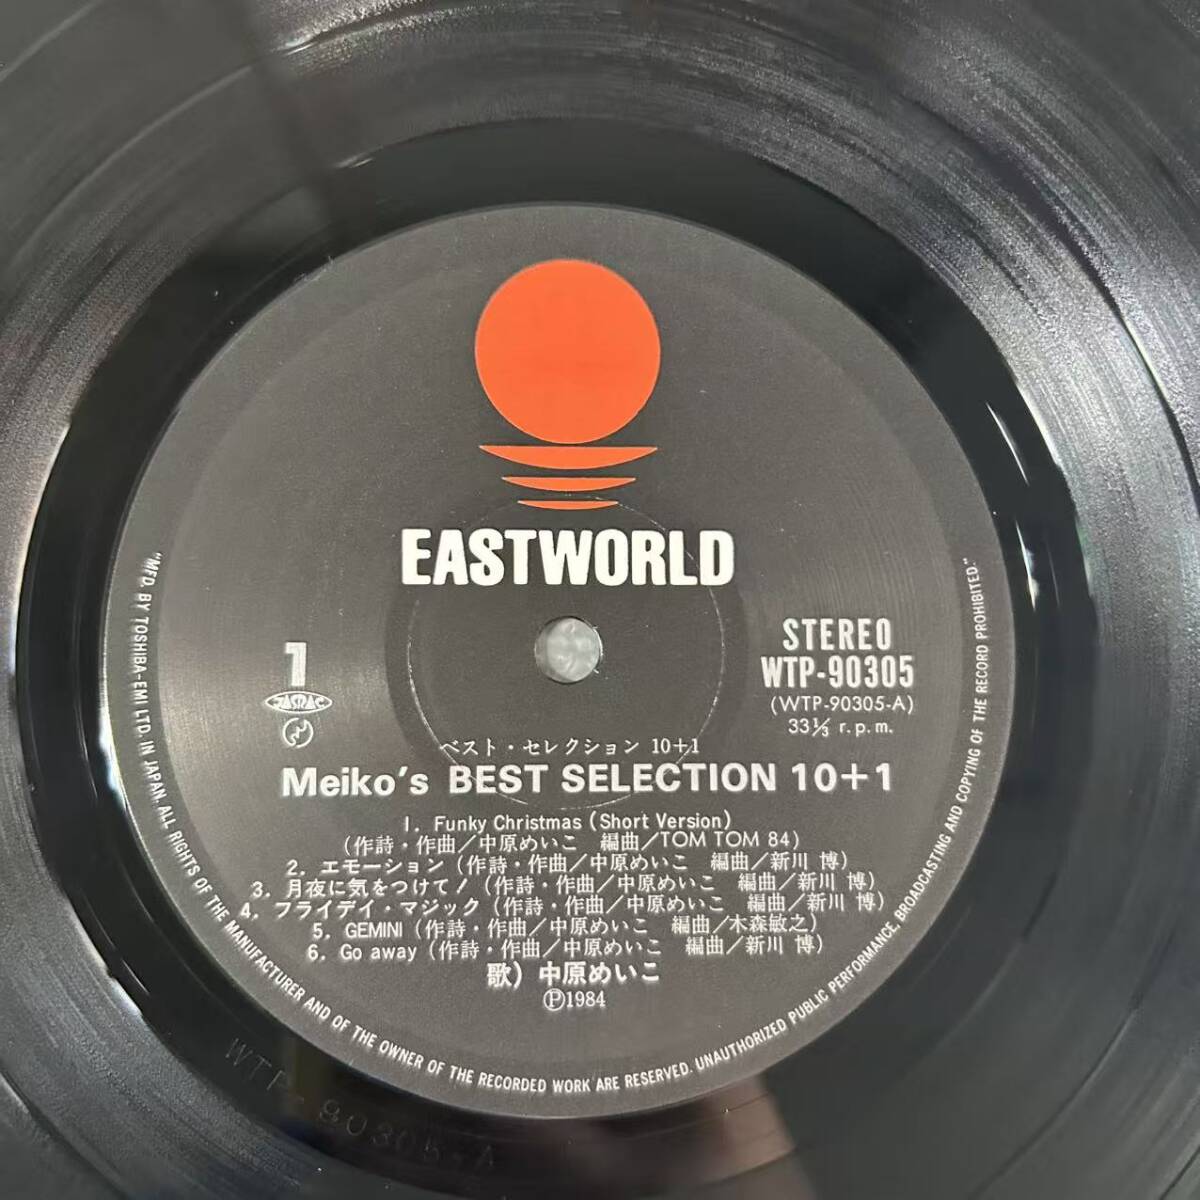 EASTWORLD
STEREO
WTP-90305
(WTP-90305-A)
33⅓ r.p.m.
1
JASRAC
ベスト・セレクション 10+1
Meiko's BEST SELECTION 10+1
1. Funky Christmas (Short Version)
(作詩・作曲/中原めいこ 編曲/TOM TOM 84)
2. エモーション (作詩・作曲/中原めいこ 編曲/新川 博)
3. 月夜に気をつけて! (作詩・作曲/中原めいこ 編曲/新川 博)
4. フライデイ・マジック (作詩・作曲/中原めいこ 編曲/新川 博)
5. GEMINI (作詩・作曲/中原めいこ 編曲/木森敏之)
6. Go away (作詩・作曲/中原めいこ 編曲/新川 博)
歌) 中原めいこ
Ⓟ1984
"MFD. BY TOSHIBA-EMI LTD. IN JAPAN. ALL RIGHTS OF THE MANUFACTURER AND OF THE OWNER OF THE RECORDED WORK ARE RESERVED. UNAUTHORIZED PUBLIC PERFORMANCE, BROADCASTING AND COPYING OF THE RECORD PROHIBITED."
WTP-90305-A